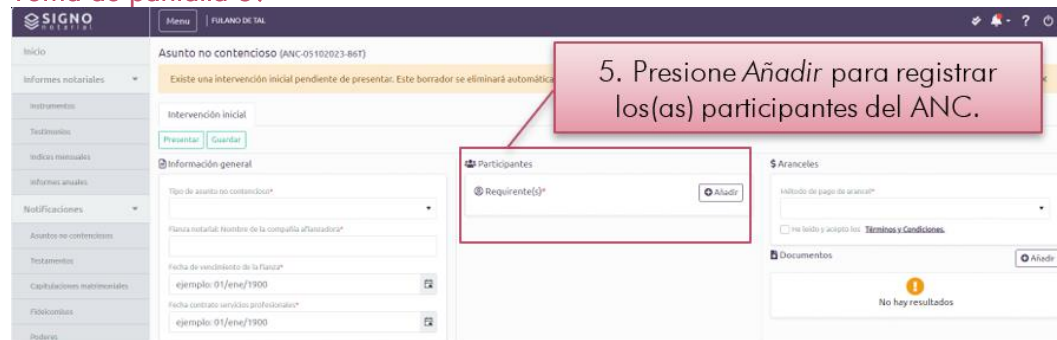 SIGNO
notarial
Menu | FULANO DE TAL
Inicio
Informes notariales
Instrumentos
Testimonios
Índices mensuales
Informes anuales
Notificaciones
Asuntos no contenciosos
Testamentos
Capitulaciones matrimoniales
Fideicomisos
Poderes
Asunto no contencioso (ANC-05102023-86T)
Existe una intervención inicial pendiente de presentar. Este borrador se eliminará
5. Presione Añadir para registrar
los(as) participantes del ANC.
Intervención inicial
Presentar Guardar
Información general
Tipo de asunto no contencioso*
Fianza notarial: Nombre de la compañía afianzadora*
Fecha de vencimiento de la fianza*
ejemplo: 01/ene/1900
Fecha contrato servicios profesionales*
ejemplo: 01/ene/1900
Participantes
Requirente(s)*
Añadir
$ Aranceles
Método de pago de arancel*
He leído y acepto los Términos y Condiciones.
Documentos
Añadir
No hay resultados